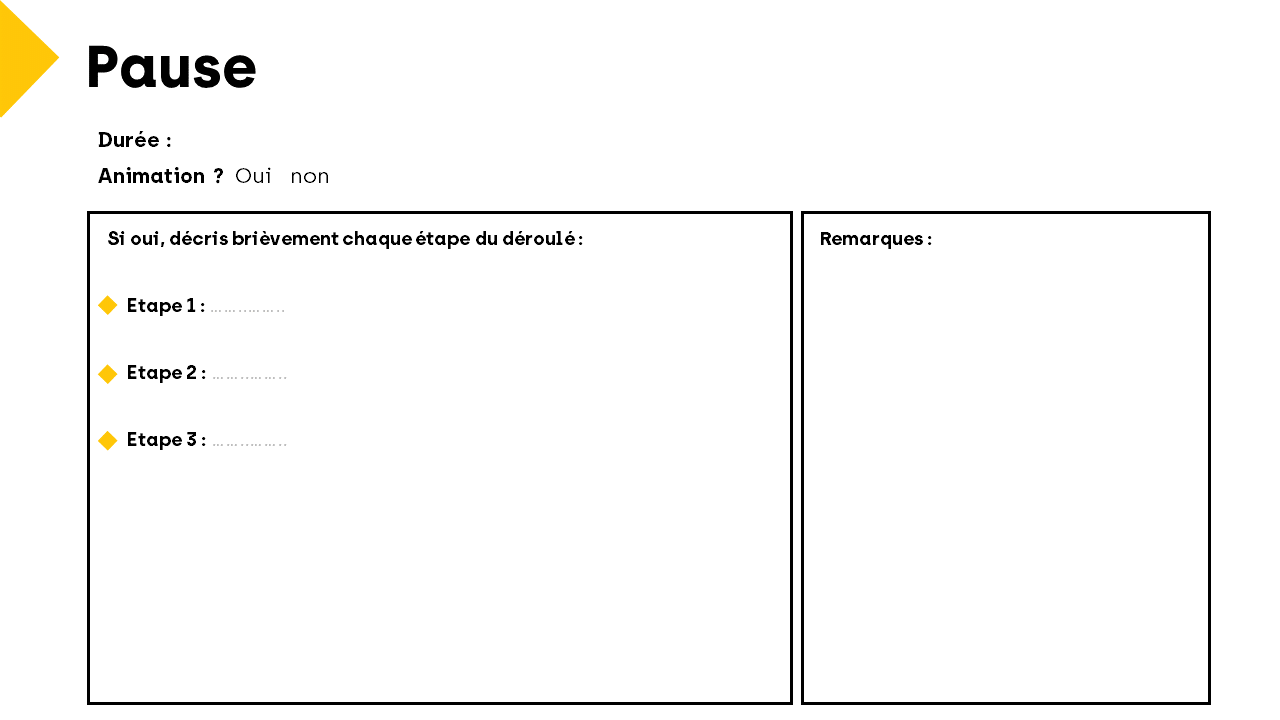 Pause
Durée :
Animation ? Oui non
Si oui, décris brièvement chaque étape du déroulé :
Etape 1 : ……..……..
Etape 2 : ……..……..
Etape 3 : ……..……..
Remarques :